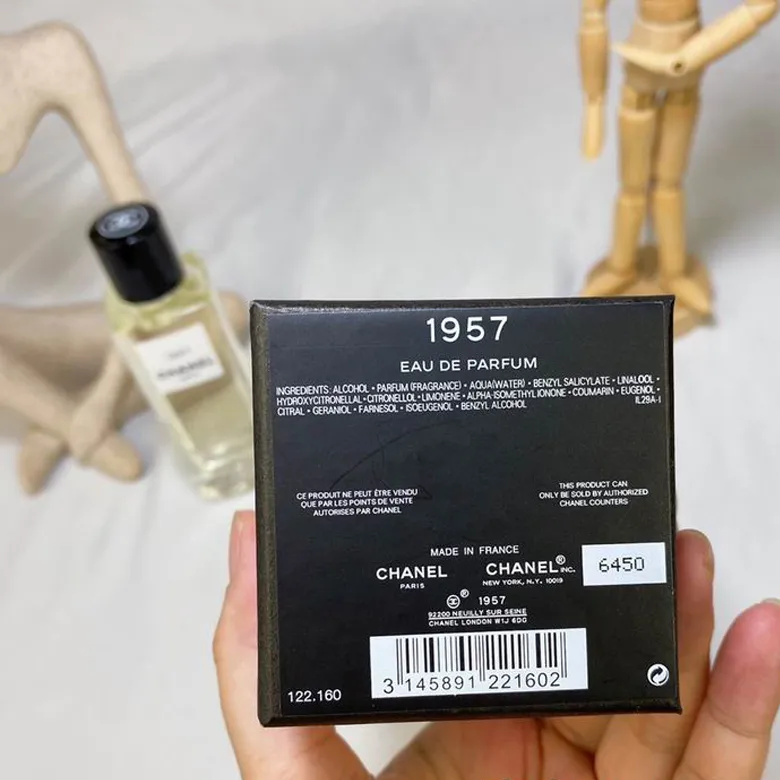 1957
EAU DE PARFUM
INGREDIENTS: ALCOHOL • PARFUM (FRAGRANCE) • AQUA(WATER) • BENZYL SALICYLATE • LINALOOL •
HYDROXYCITRONELLAL • CITRONELLOL • LIMONENE • ALPHA-ISOMETHYL IONONE • COUMARIN • EUGENOL •
CITRAL • GERANIOL • FARNESOL • ISOEUGENOL • BENZYL ALCOHOL
IL29A-I
CE PRODUIT NE PEUT ÊTRE VENDU
QUE PAR LES POINTS DE VENTE
AUTORISES PAR CHANEL
THIS PRODUCT CAN
ONLY BE SOLD BY AUTHORIZED
CHANEL COUNTERS
MADE IN FRANCE
CHANEL
PARIS
CHANEL® INC.
NEW YORK, N.Y. 10019
6450
® 1957
92200 NEUILLY SUR SEINE
CHANEL LONDON W1J 6DG
3 145891 221602
122.160
CHANEL